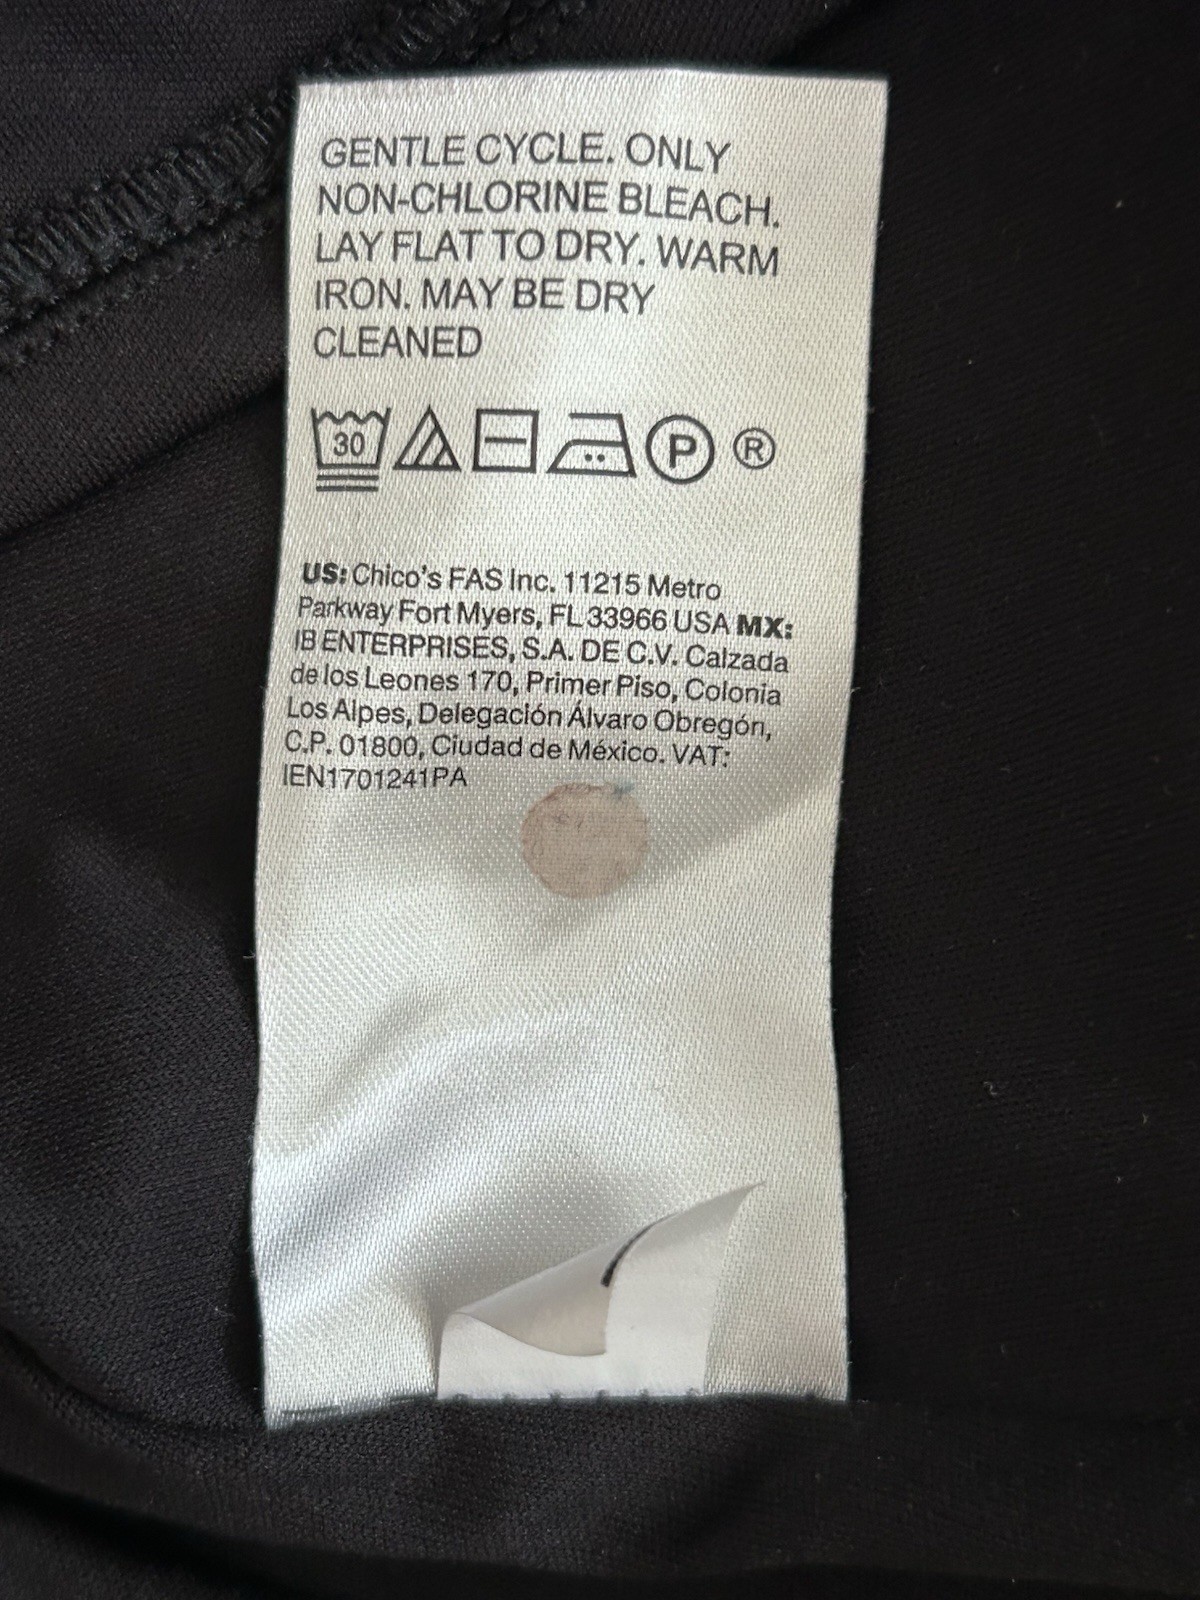 GENTLE CYCLE. ONLY
NON-CHLORINE BLEACH.
LAY FLAT TO DRY. WARM
IRON. MAY BE DRY
CLEANED
30 P ®
US: Chico's FAS Inc. 11215 Metro
Parkway Fort Myers, FL 33966 USA MX:
IB ENTERPRISES, S.A. DE C.V. Calzada
de los Leones 170, Primer Piso, Colonia
Los Alpes, Delegación Álvaro Obregón,
C.P. 01800, Ciudad de México. VAT:
IEN1701241PA